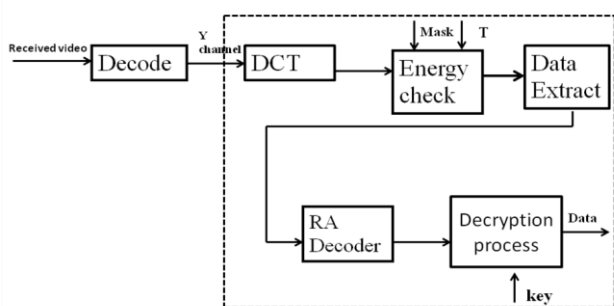 Received video
Decode
Y
channel
DCT
Mask
T
Energy
check
Data
Extract
RA
Decoder
Decryption
process
Data
key